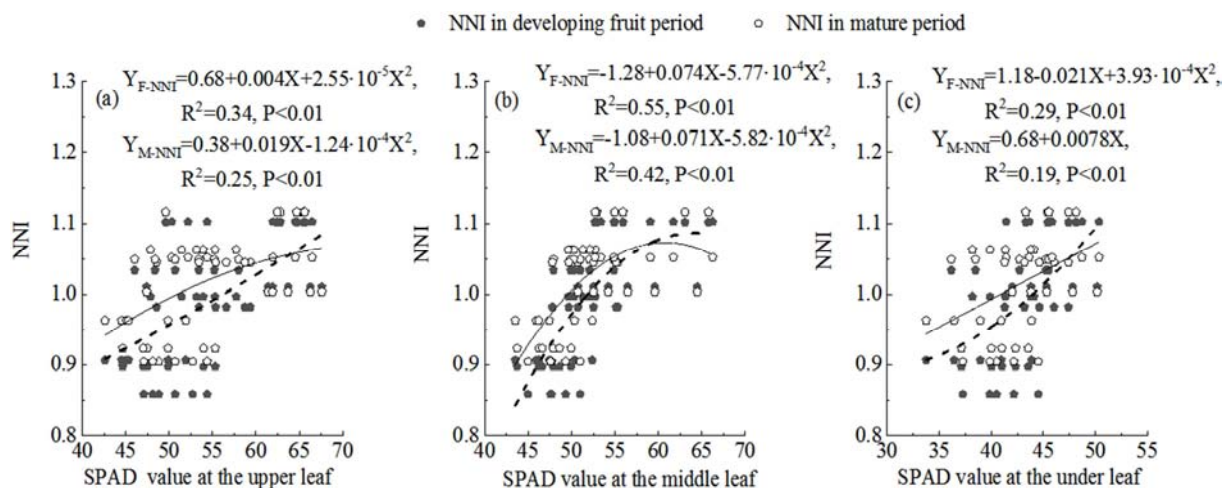 NNI in developing fruit period NNI in mature period
(a)
Y_F-NNI=0.68+0.004X+2.55·10^-5X^2,
R^2=0.34, P<0.01
Y_M-NNI=0.38+0.019X-1.24·10^-4X^2,
R^2=0.25, P<0.01
NNI
1.3
1.2
1.1
1.0
0.9
0.8
40 45 50 55 60 65 70
SPAD value at the upper leaf
(b)
Y_F-NNI=-1.28+0.074X-5.77·10^-4X^2,
R^2=0.55, P<0.01
Y_M-NNI=-1.08+0.071X-5.82·10^-4X^2,
R^2=0.42, P<0.01
NNI
40 45 50 55 60 65 70
SPAD value at the middle leaf
(c)
Y_F-NNI=1.18-0.021X+3.93·10^-4X^2,
R^2=0.29, P<0.01
Y_M-NNI=0.68+0.0078X,
R^2=0.19, P<0.01
NNI
30 35 40 45 50 55
SPAD value at the under leaf